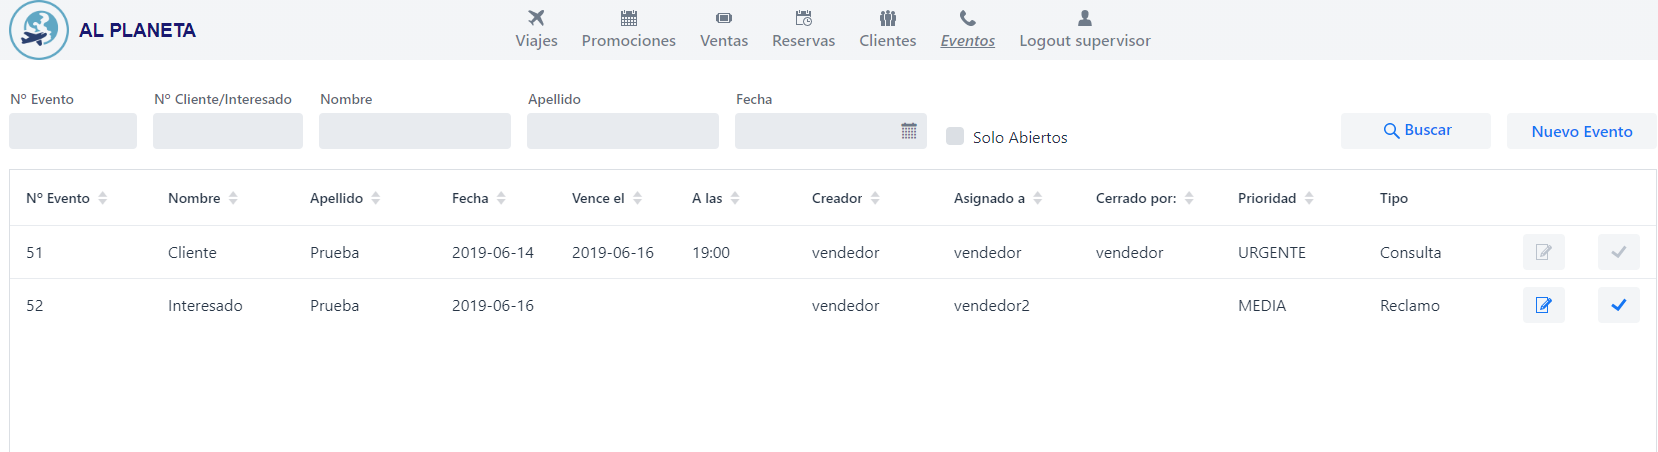 AL PLANETA
Viajes Promociones Ventas Reservas Clientes Eventos Logout supervisor
Nº Evento Nº Cliente/Interesado Nombre Apellido Fecha
Solo Abiertos Buscar Nuevo Evento
Nº Evento Nombre Apellido Fecha Vence el A las Creador Asignado a Cerrado por: Prioridad Tipo
51 Cliente Prueba 2019-06-14 2019-06-16 19:00 vendedor vendedor vendedor URGENTE Consulta
52 Interesado Prueba 2019-06-16 vendedor vendedor2 MEDIA Reclamo